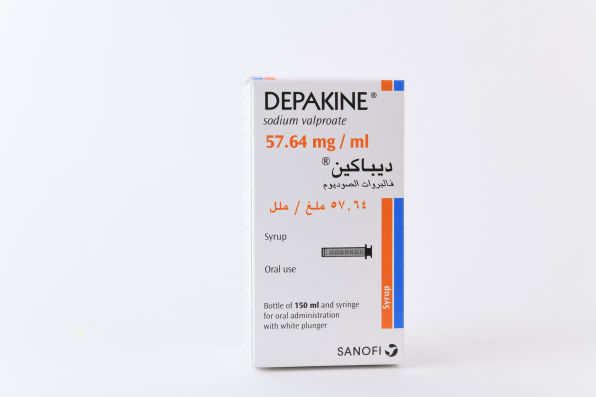 DEPAKINE®
sodium valproate
57.64 mg / ml
ديباكين®
فالبروات الصوديوم
٥٧,٦٤ ملغ / ملل
Syrup
Oral use
Syrup
Bottle of 150 ml and syringe
for oral administration
with white plunger
SANOFI